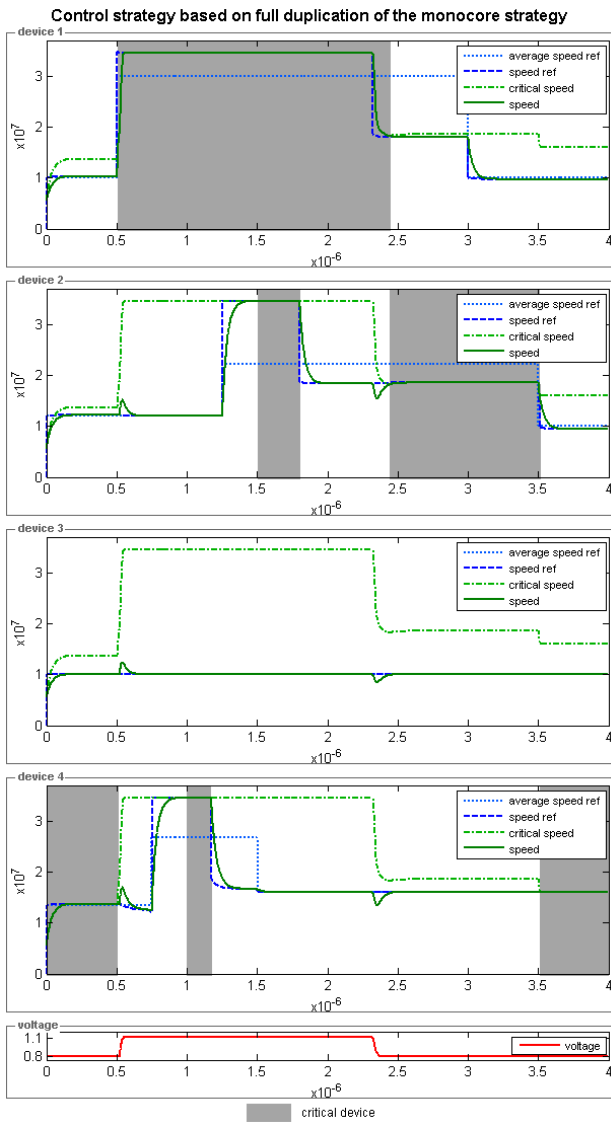 Control strategy based on full duplication of the monocore strategy
device 1
average speed ref
speed ref
critical speed
speed
3
2
1
0
x10^7
0 0.5 1 1.5 2 2.5 3 3.5 4
x10^-6
device 2
average speed ref
speed ref
critical speed
speed
3
2
1
0
x10^7
0 0.5 1 1.5 2 2.5 3 3.5 4
x10^-6
device 3
average speed ref
speed ref
critical speed
speed
3
2
1
0
x10^7
0 0.5 1 1.5 2 2.5 3 3.5 4
x10^-6
device 4
average speed ref
speed ref
critical speed
speed
3
2
1
0
x10^7
0 0.5 1 1.5 2 2.5 3 3.5 4
x10^-6
voltage
1.1
0.8
voltage
0 0.5 1 1.5 2 2.5 3 3.5 4
x10^-6
critical device